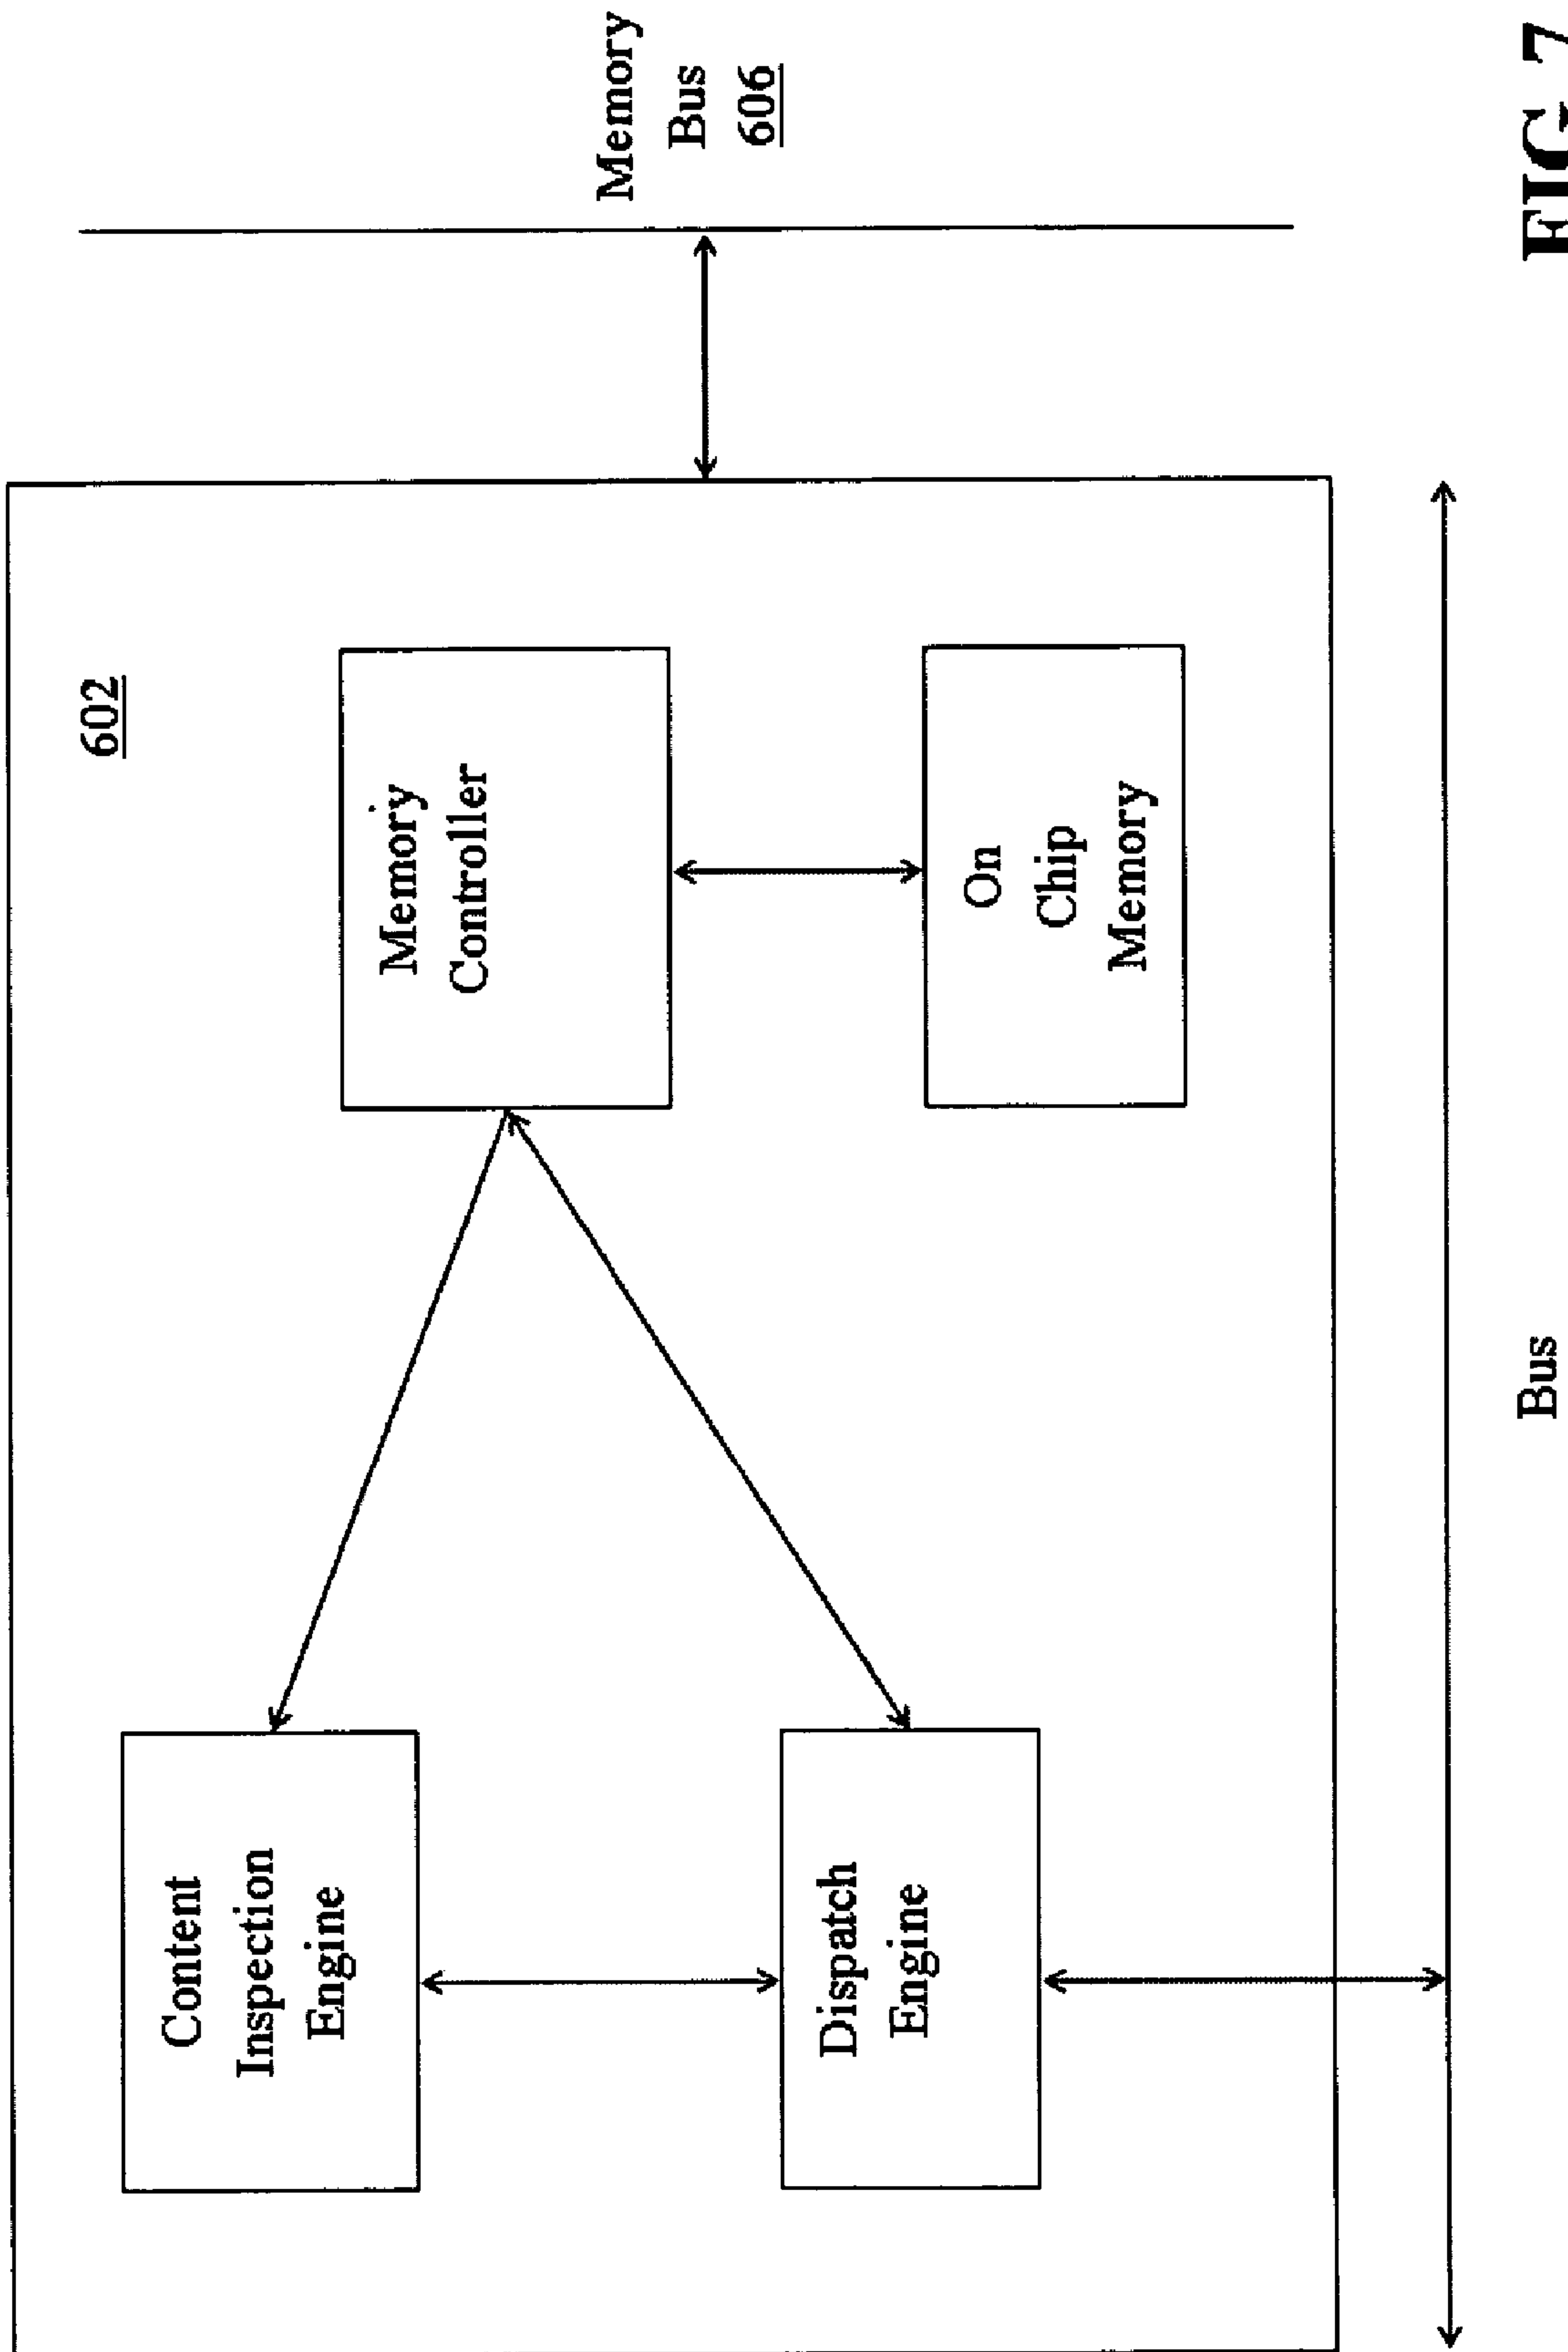 602
Content
Inspection
Engine
Memory
Controller
Memory
Bus
606
Dispatch
Engine
On
Chip
Memory
Bus
FIG 7